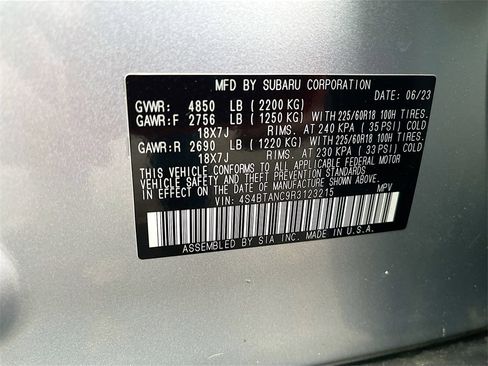 MFD BY SUBARU CORPORATION DATE: 06/23
GVWR: 4850 LB ( 2200 KG)
GAWR:F 2756 LB ( 1250 KG) WITH 225/60R18 100H TIRES.
18X7J RIMS. AT 240 KPA ( 35 PSI) COLD
GAWR:R 2690 LB ( 1220 KG) WITH 225/60R18 100H TIRES.
18X7J RIMS. AT 230 KPA ( 33 PSI) COLD
THIS VEHICLE CONFORMS TO ALL APPLICABLE FEDERAL MOTOR
VEHICLE SAFETY AND THEFT PREVENTION STANDARDS
IN EFFECT ON THE DATE OF MANUFACTURE SHOWN ABOVE.
VIN: 4S4BTANC9R3123215 MPV
ASSEMBLED BY SIA INC. MADE IN U.S.A.